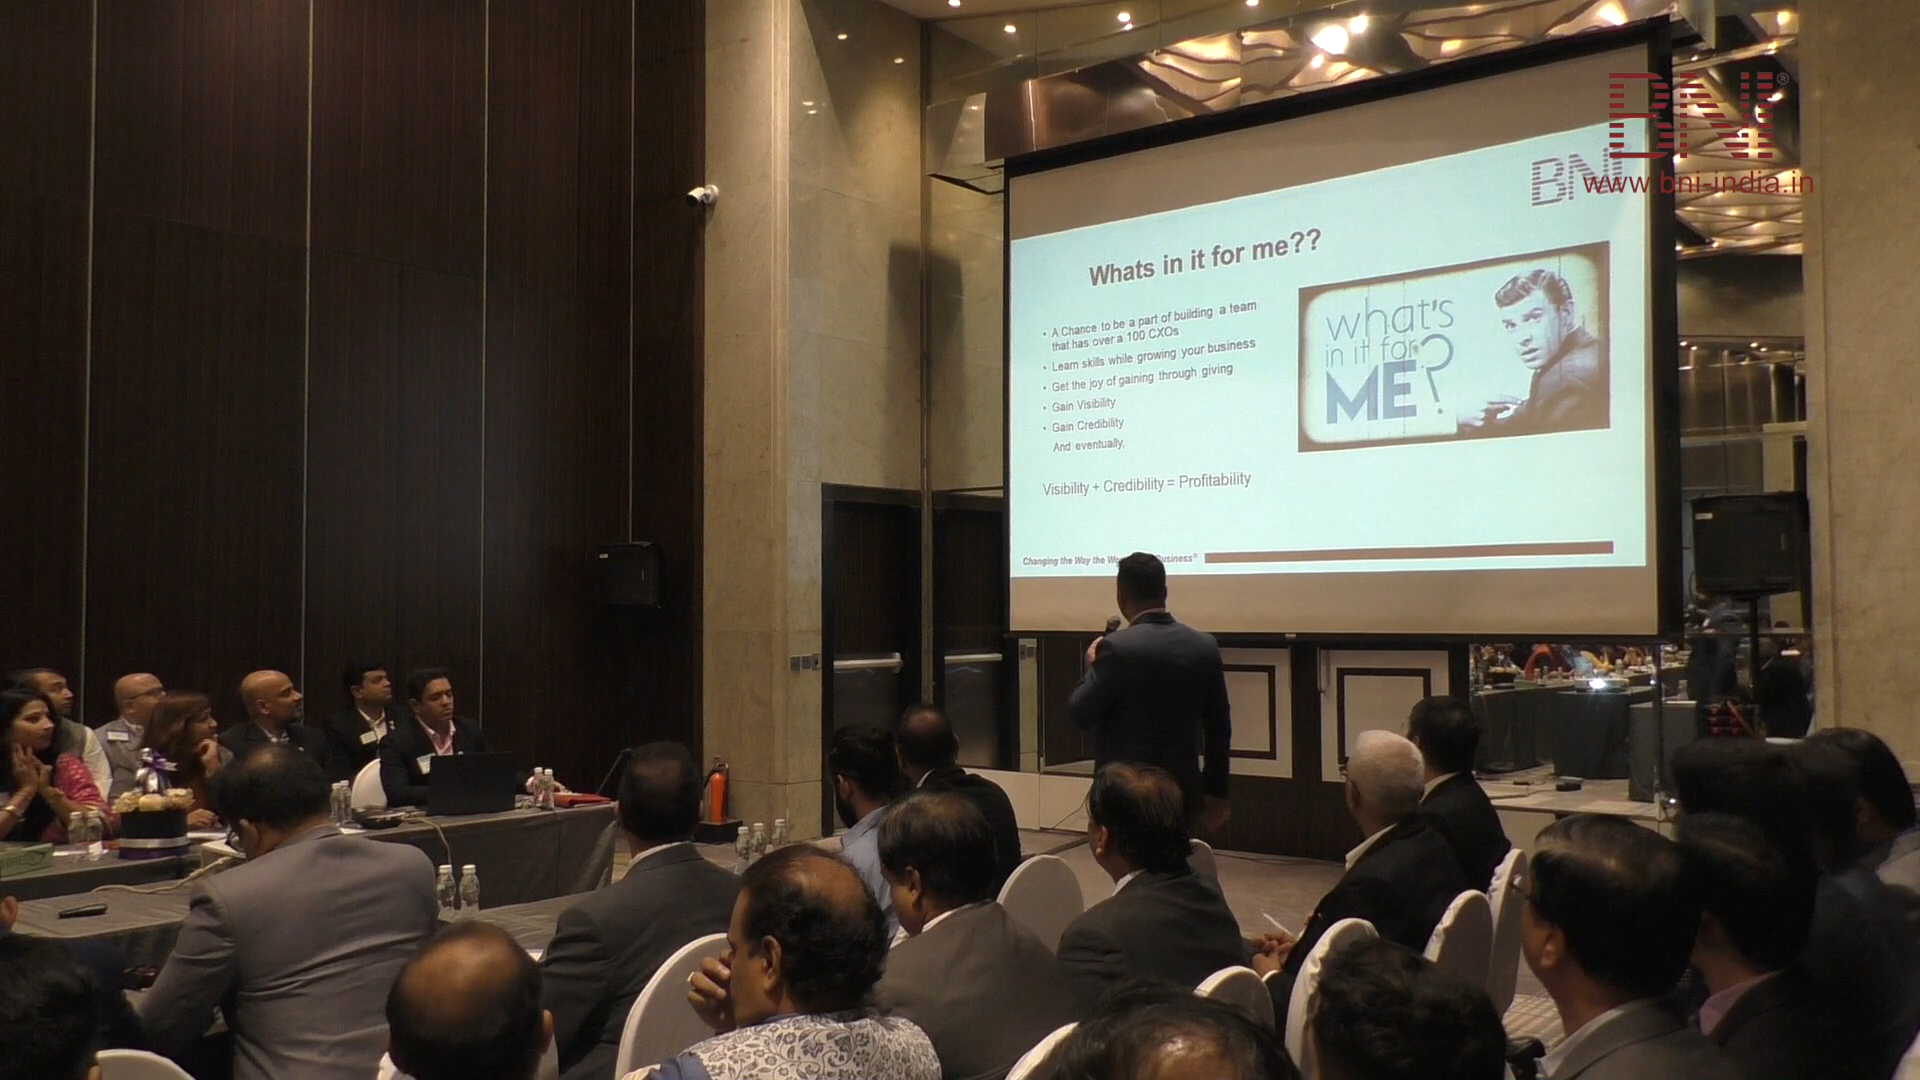 BNI®
www.bni-india.in
BNI
Whats in it for me??
• A Chance to be a part of building a team
that has over a 100 CXOs
• Learn skills while growing your business
• Get the joy of gaining through giving
• Gain Visibility
• Gain Credibility
And eventually,
Visibility + Credibility = Profitability
what's
in it for
ME?
Changing the Way the Business®